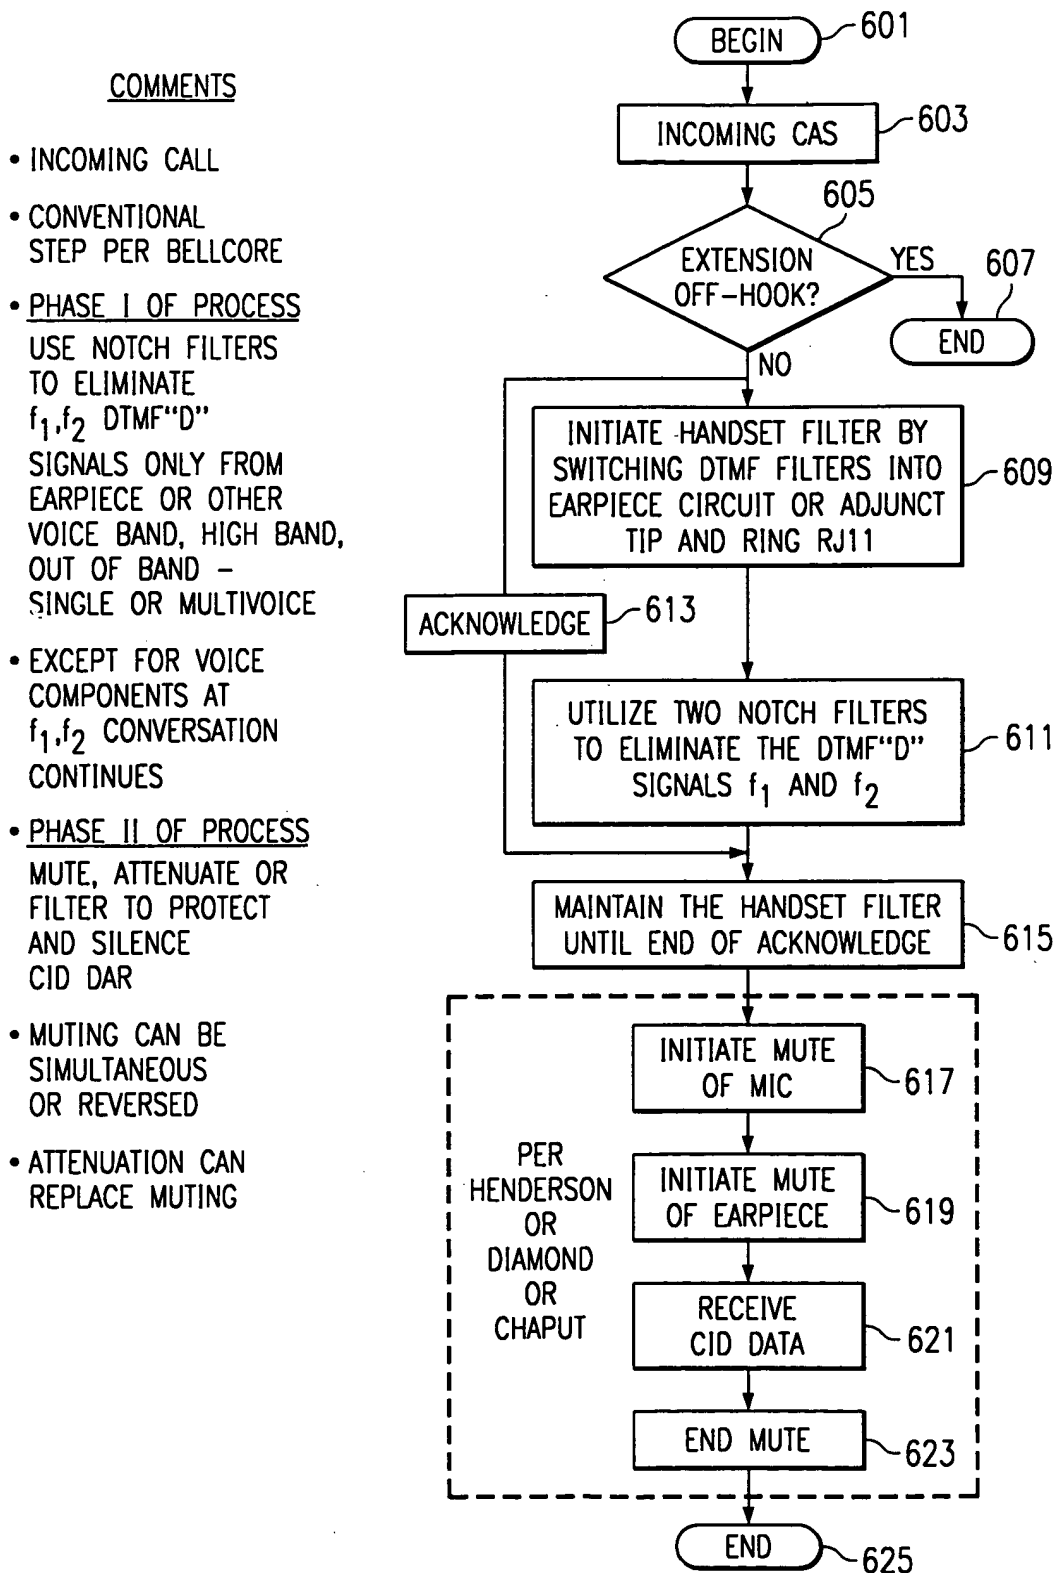 COMMENTS
• INCOMING CALL
• CONVENTIONAL
STEP PER BELLCORE
• PHASE I OF PROCESS
USE NOTCH FILTERS
TO ELIMINATE
f1,f2 DTMF"D"
SIGNALS ONLY FROM
EARPIECE OR OTHER
VOICE BAND, HIGH BAND,
OUT OF BAND –
SINGLE OR MULTIVOICE
• EXCEPT FOR VOICE
COMPONENTS AT
f1,f2 CONVERSATION
CONTINUES
• PHASE II OF PROCESS
MUTE, ATTENUATE OR
FILTER TO PROTECT
AND SILENCE
CID DAR
• MUTING CAN BE
SIMULTANEOUS
OR REVERSED
• ATTENUATION CAN
REPLACE MUTING
BEGIN
601
INCOMING CAS
603
EXTENSION
OFF-HOOK?
605
YES
607
END
NO
INITIATE HANDSET FILTER BY
SWITCHING DTMF FILTERS INTO
EARPIECE CIRCUIT OR ADJUNCT
TIP AND RING RJ11
609
ACKNOWLEDGE
613
UTILIZE TWO NOTCH FILTERS
TO ELIMINATE THE DTMF"D"
SIGNALS f1 AND f2
611
MAINTAIN THE HANDSET FILTER
UNTIL END OF ACKNOWLEDGE
615
PER
HENDERSON
OR
DIAMOND
OR
CHAPUT
INITIATE MUTE
OF MIC
617
INITIATE MUTE
OF EARPIECE
619
RECEIVE
CID DATA
621
END MUTE
623
END
625